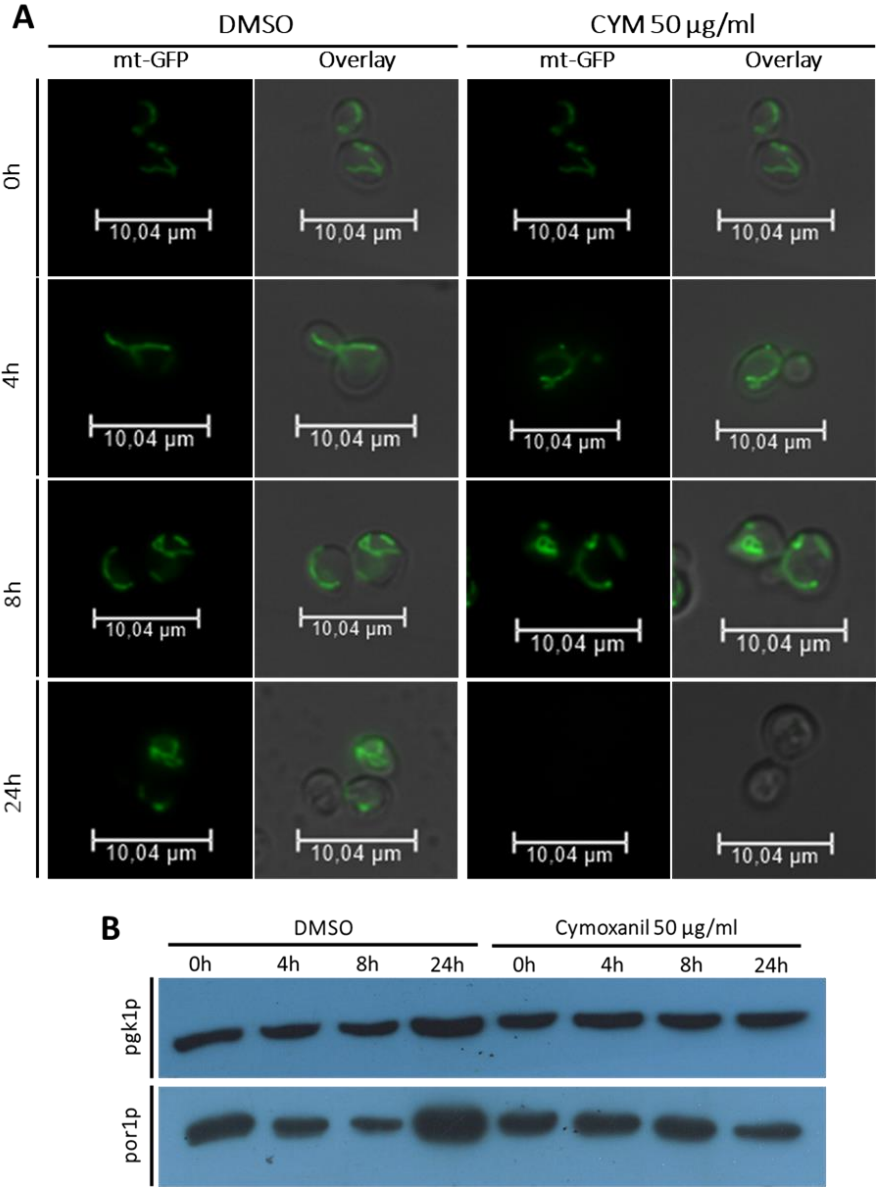 A
DMSO CYM 50 µg/ml
mt-GFP Overlay mt-GFP Overlay
0h
10,04 µm 10,04 µm 10,04 µm 10,04 µm
4h
10,04 µm 10,04 µm 10,04 µm 10,04 µm
8h
10,04 µm 10,04 µm 10,04 µm 10,04 µm
24h
10,04 µm 10,04 µm 10,04 µm 10,04 µm
B
DMSO Cymoxanil 50 µg/ml
0h 4h 8h 24h 0h 4h 8h 24h
pgk1p
por1p